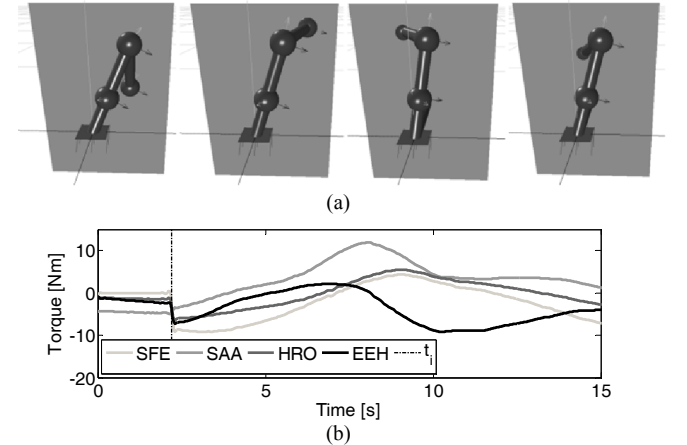 (a)
10
0
-10
-20
Torque [Nm]
SFE SAA HRO EEH t_i
0 5 10 15
Time [s]
(b)